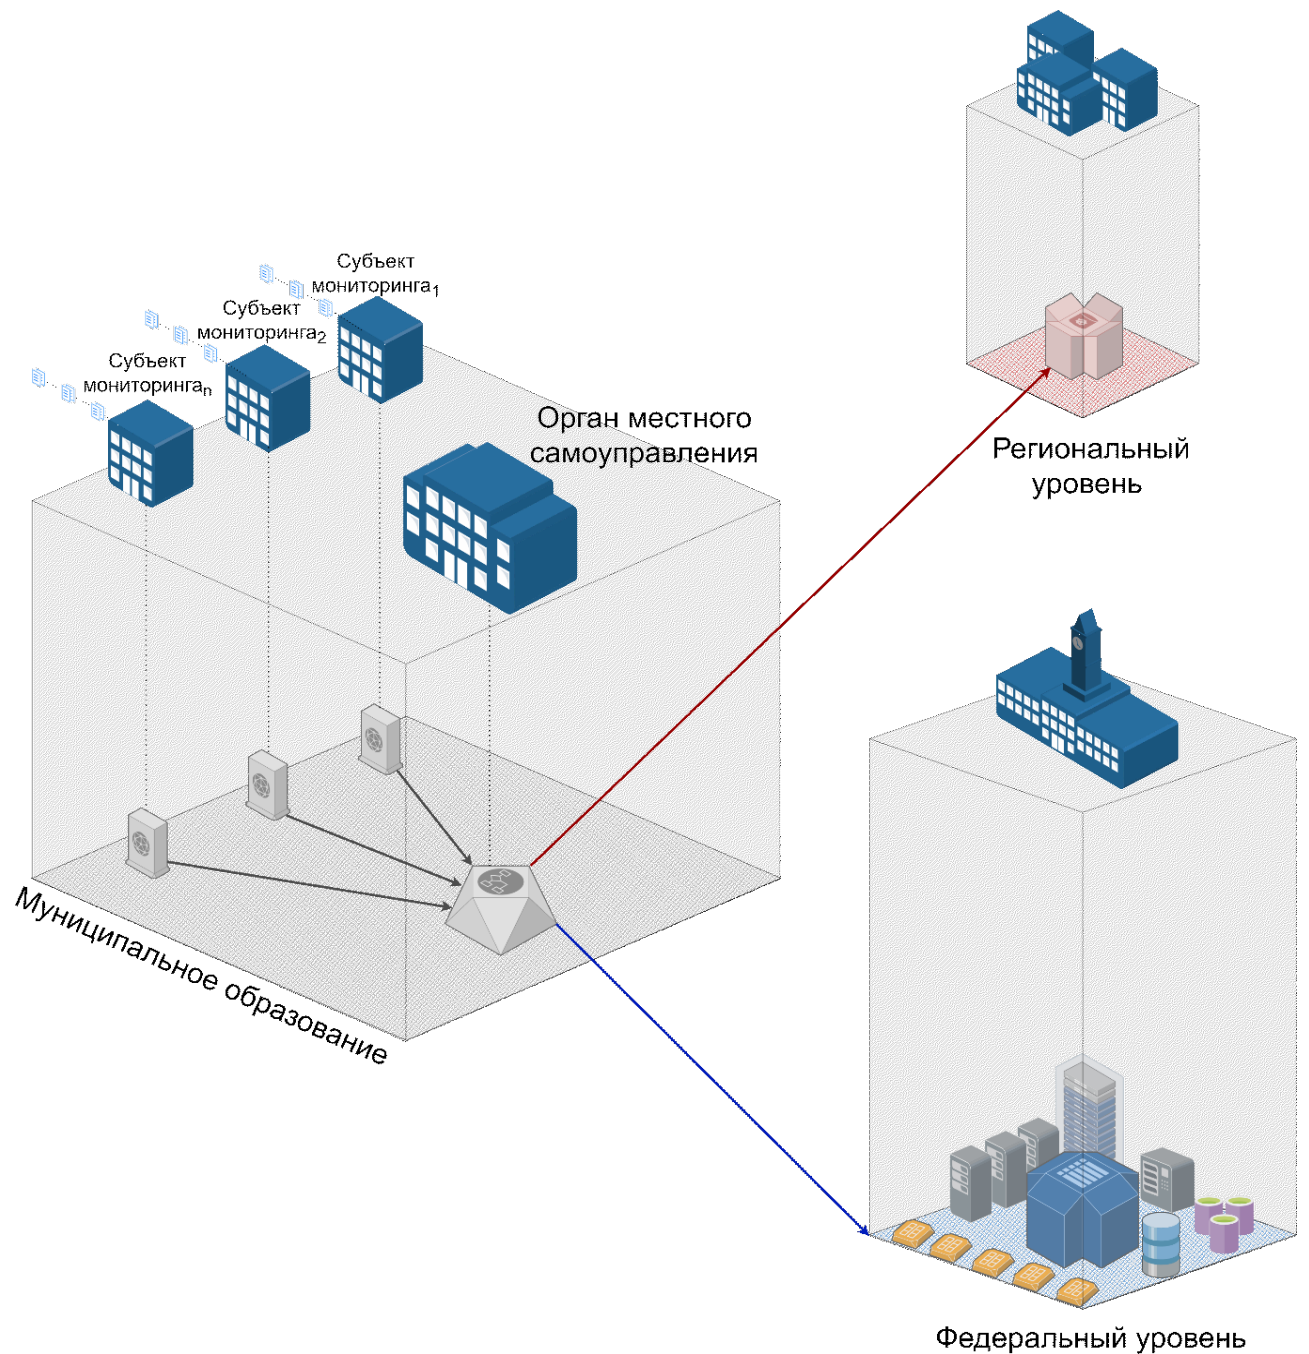 Субъект
мониторинга1
Субъект
мониторинга2
Субъект
мониторингаn
Орган местного
самоуправления
Муниципальное образование
Региональный
уровень
Федеральный уровень